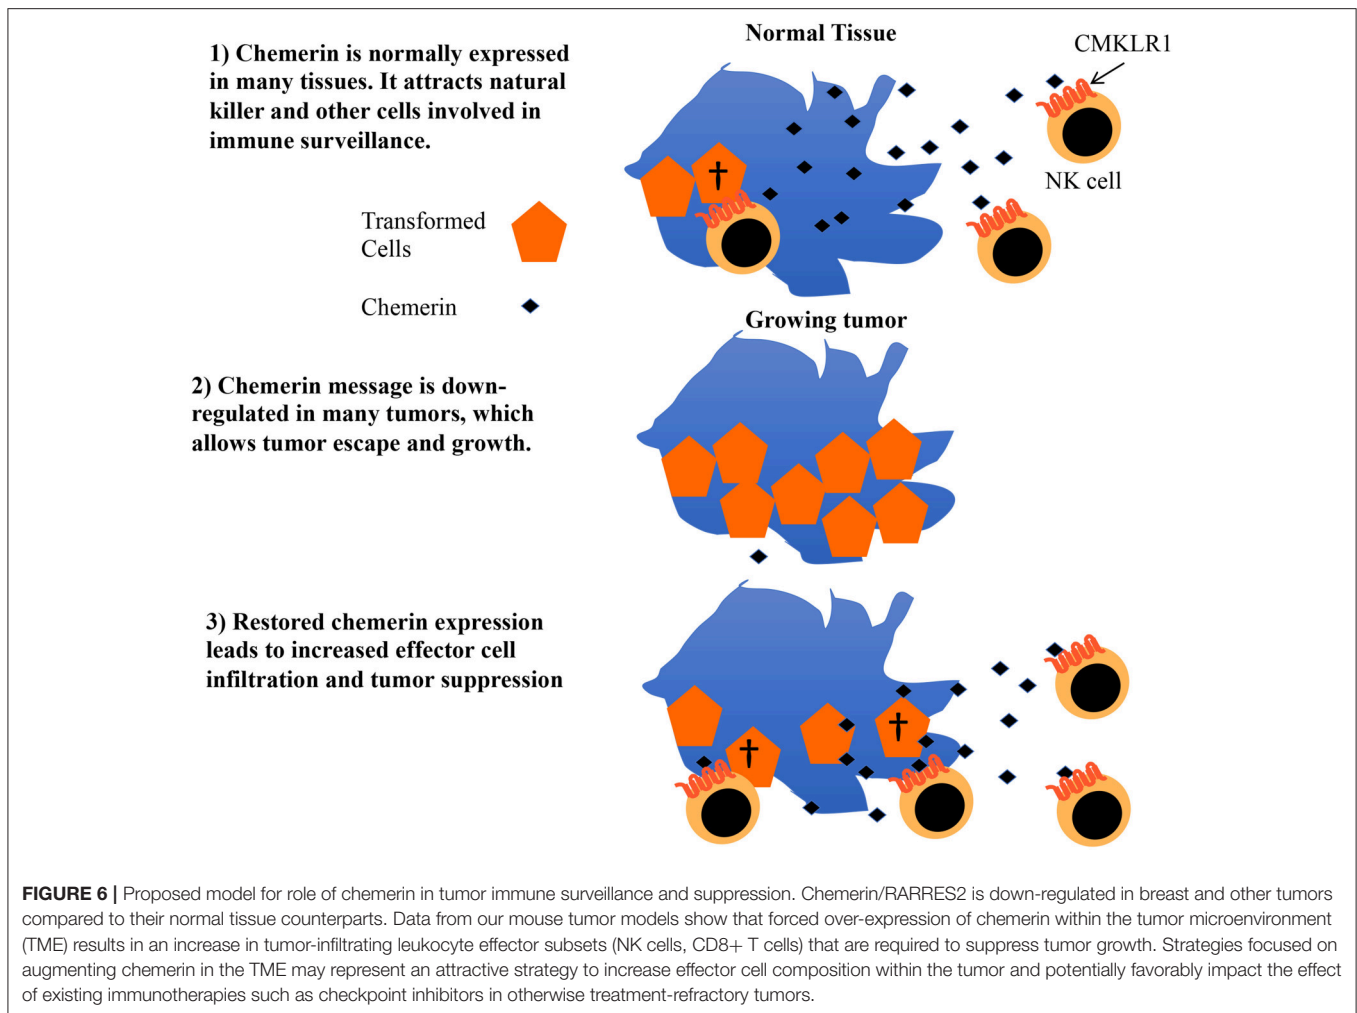 Normal Tissue
1) Chemerin is normally expressed
in many tissues. It attracts natural
killer and other cells involved in
immune surveillance.
CMKLR1
NK cell
Transformed
Cells
Chemerin
Growing tumor
2) Chemerin message is down-
regulated in many tumors, which
allows tumor escape and growth.
3) Restored chemerin expression
leads to increased effector cell
infiltration and tumor suppression
FIGURE 6 | Proposed model for role of chemerin in tumor immune surveillance and suppression. Chemerin/RARRES2 is down-regulated in breast and other tumors
compared to their normal tissue counterparts. Data from our mouse tumor models show that forced over-expression of chemerin within the tumor microenvironment
(TME) results in an increase in tumor-infiltrating leukocyte effector subsets (NK cells, CD8+ T cells) that are required to suppress tumor growth. Strategies focused on
augmenting chemerin in the TME may represent an attractive strategy to increase effector cell composition within the tumor and potentially favorably impact the effect
of existing immunotherapies such as checkpoint inhibitors in otherwise treatment-refractory tumors.